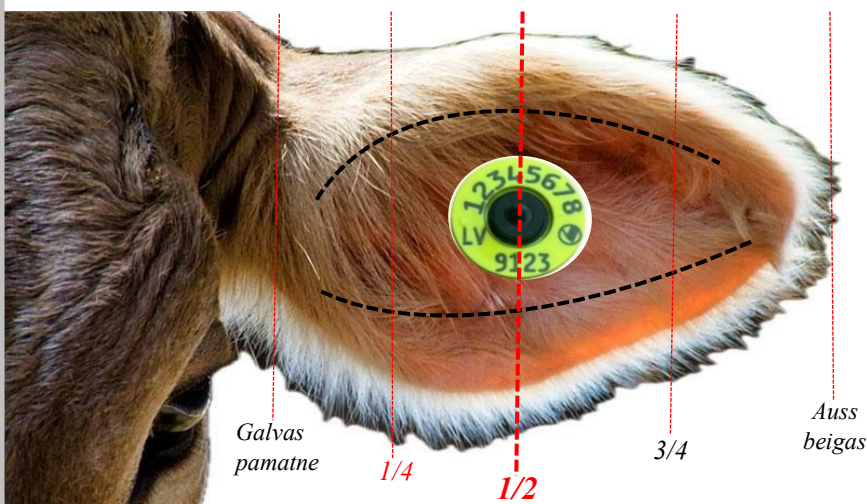 12345678
LV
9123
Galvas
pamatne
1/4
1/2
3/4
Auss
beigas